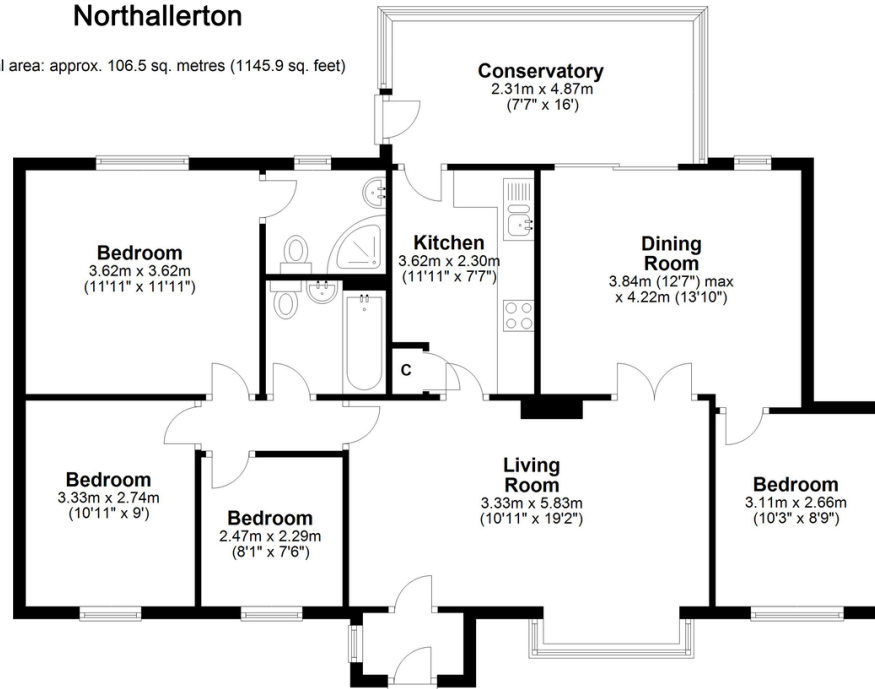 Northallerton
l area: approx. 106.5 sq. metres (1145.9 sq. feet)
Conservatory
2.31m x 4.87m
(7'7" x 16')
Bedroom
3.62m x 3.62m
(11'11" x 11'11")
Kitchen
3.62m x 2.30m
(11'11" x 7'7")
Dining
Room
3.84m (12'7") max
x 4.22m (13'10")
C
Bedroom
3.33m x 2.74m
(10'11" x 9')
Bedroom
2.47m x 2.29m
(8'1" x 7'6")
Living
Room
3.33m x 5.83m
(10'11" x 19'2")
Bedroom
3.11m x 2.66m
(10'3" x 8'9")